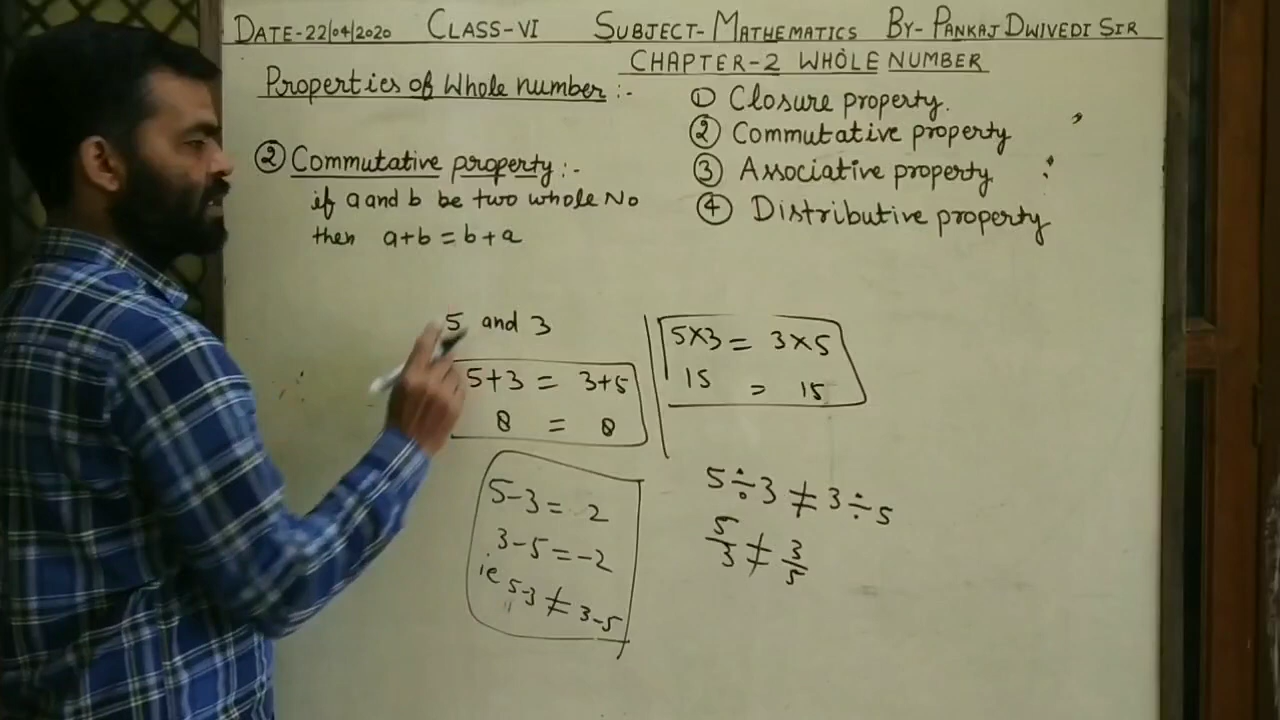 DATE-22/04/2020 CLASS-VI SUBJECT-MATHEMATICS BY-PANKAJ DWIVEDI SIR
CHAPTER-2 WHOLE NUMBER
Properties of Whole number :-
① Closure property.
② Commutative property
③ Associative property
④ Distributive property
② Commutative property :-
if a and b be two whole No
then a+b = b+a
5 and 3
5+3 = 3+5
8 = 8
5×3 = 3×5
15 = 15
5-3 = 2
3-5 = -2
ie 5-3 ≠ 3-5
5÷3 ≠ 3÷5
5/3 ≠ 3/5